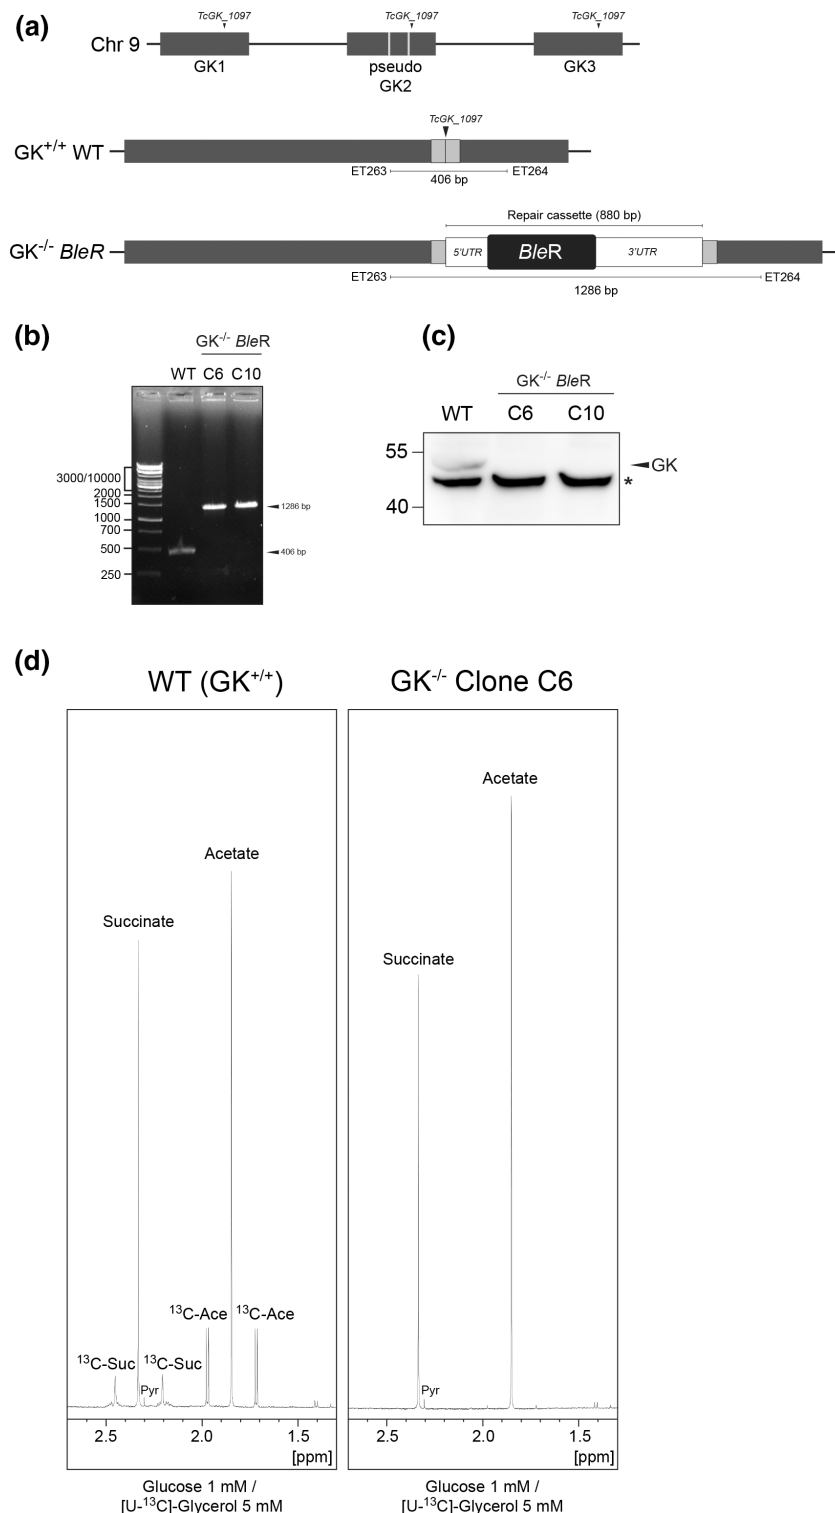 (a)
TcGK_1097 TcGK_1097 TcGK_1097
Chr 9
GK1 pseudo GK3
GK2
TcGK_1097
GK+/+ WT
ET263 406 bp ET264
Repair cassette (880 bp)
GK-/- BleR 5'UTR BleR 3'UTR
ET263 ET264
1286 bp
(b)
GK-/- BleR
WT C6 C10
3000/10000
2000
1500
1000
700
500
250
1286 bp
406 bp
(c)
GK-/- BleR
WT C6 C10
55
40
GK
*
(d)
WT (GK+/+)
Acetate
Succinate
13C-Ace 13C-Ace
13C-Suc 13C-Suc
Pyr
2.5 2.0 1.5
[ppm]
Glucose 1 mM /
[U-13C]-Glycerol 5 mM
GK-/- Clone C6
Acetate
Succinate
Pyr
2.5 2.0 1.5
[ppm]
Glucose 1 mM /
[U-13C]-Glycerol 5 mM